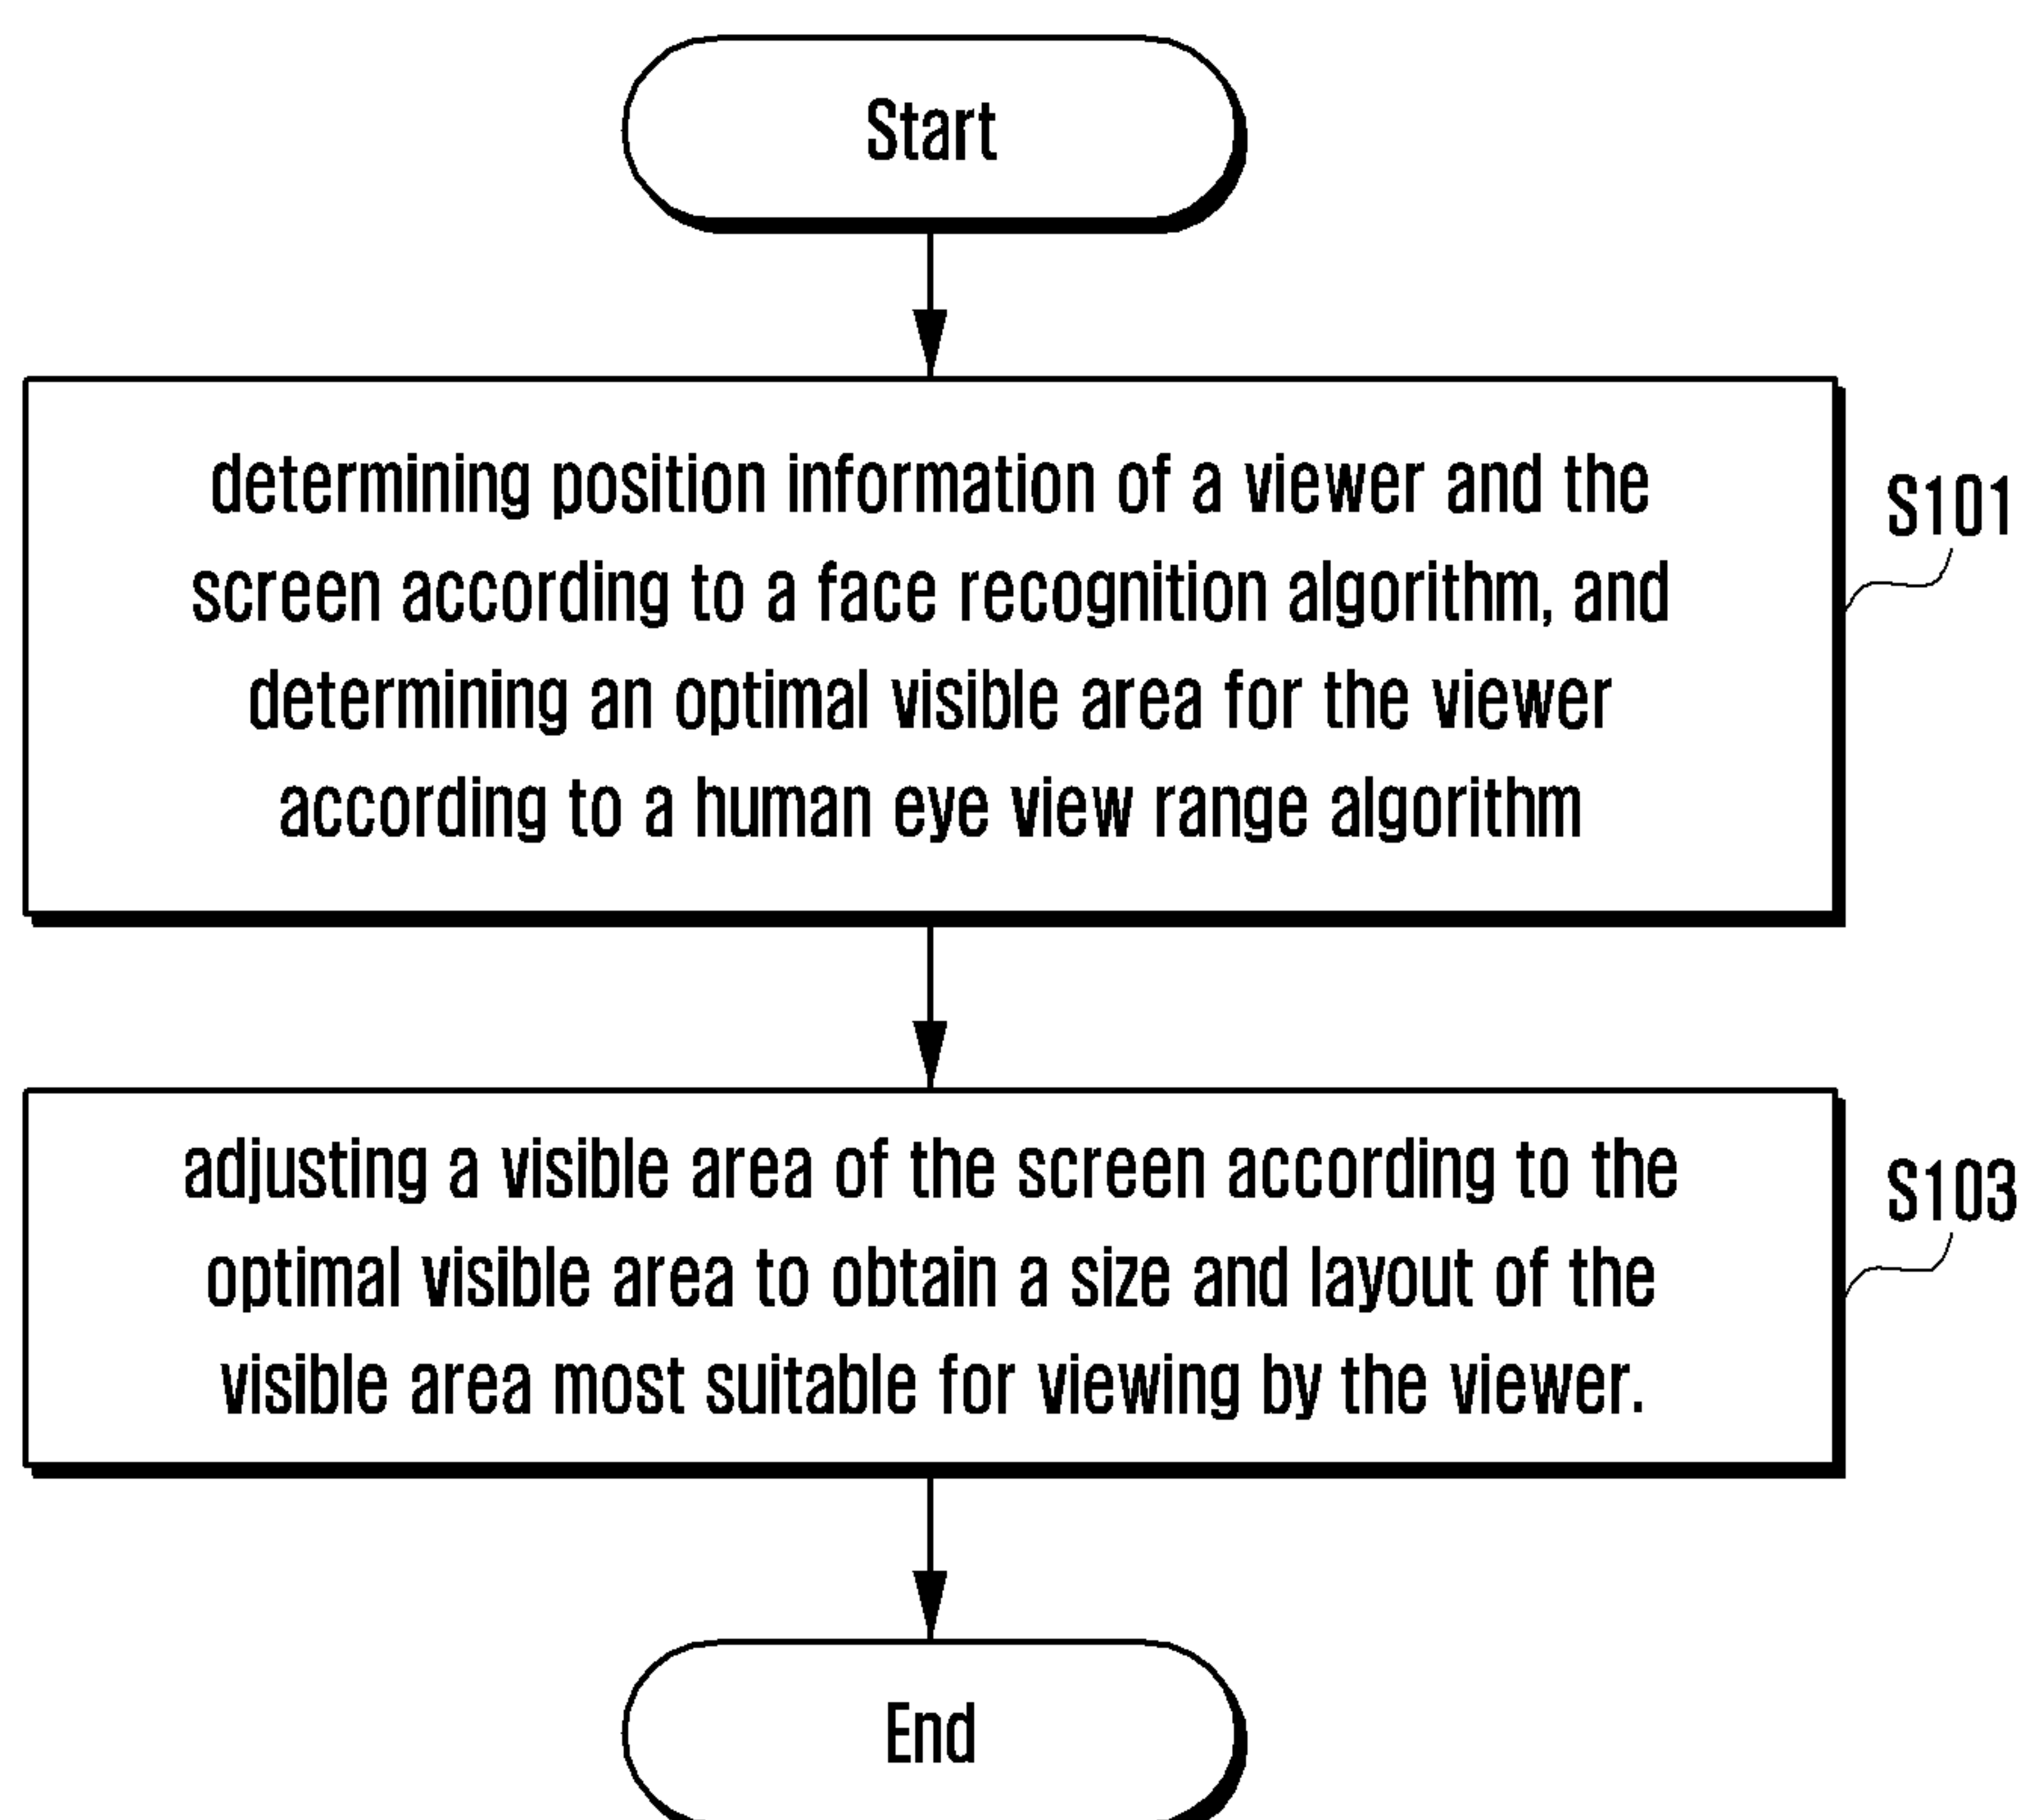 Start
determining position information of a viewer and the
screen according to a face recognition algorithm, and
determining an optimal visible area for the viewer
according to a human eye view range algorithm
S101
adjusting a visible area of the screen according to the
optimal visible area to obtain a size and layout of the
visible area most suitable for viewing by the viewer.
S103
End